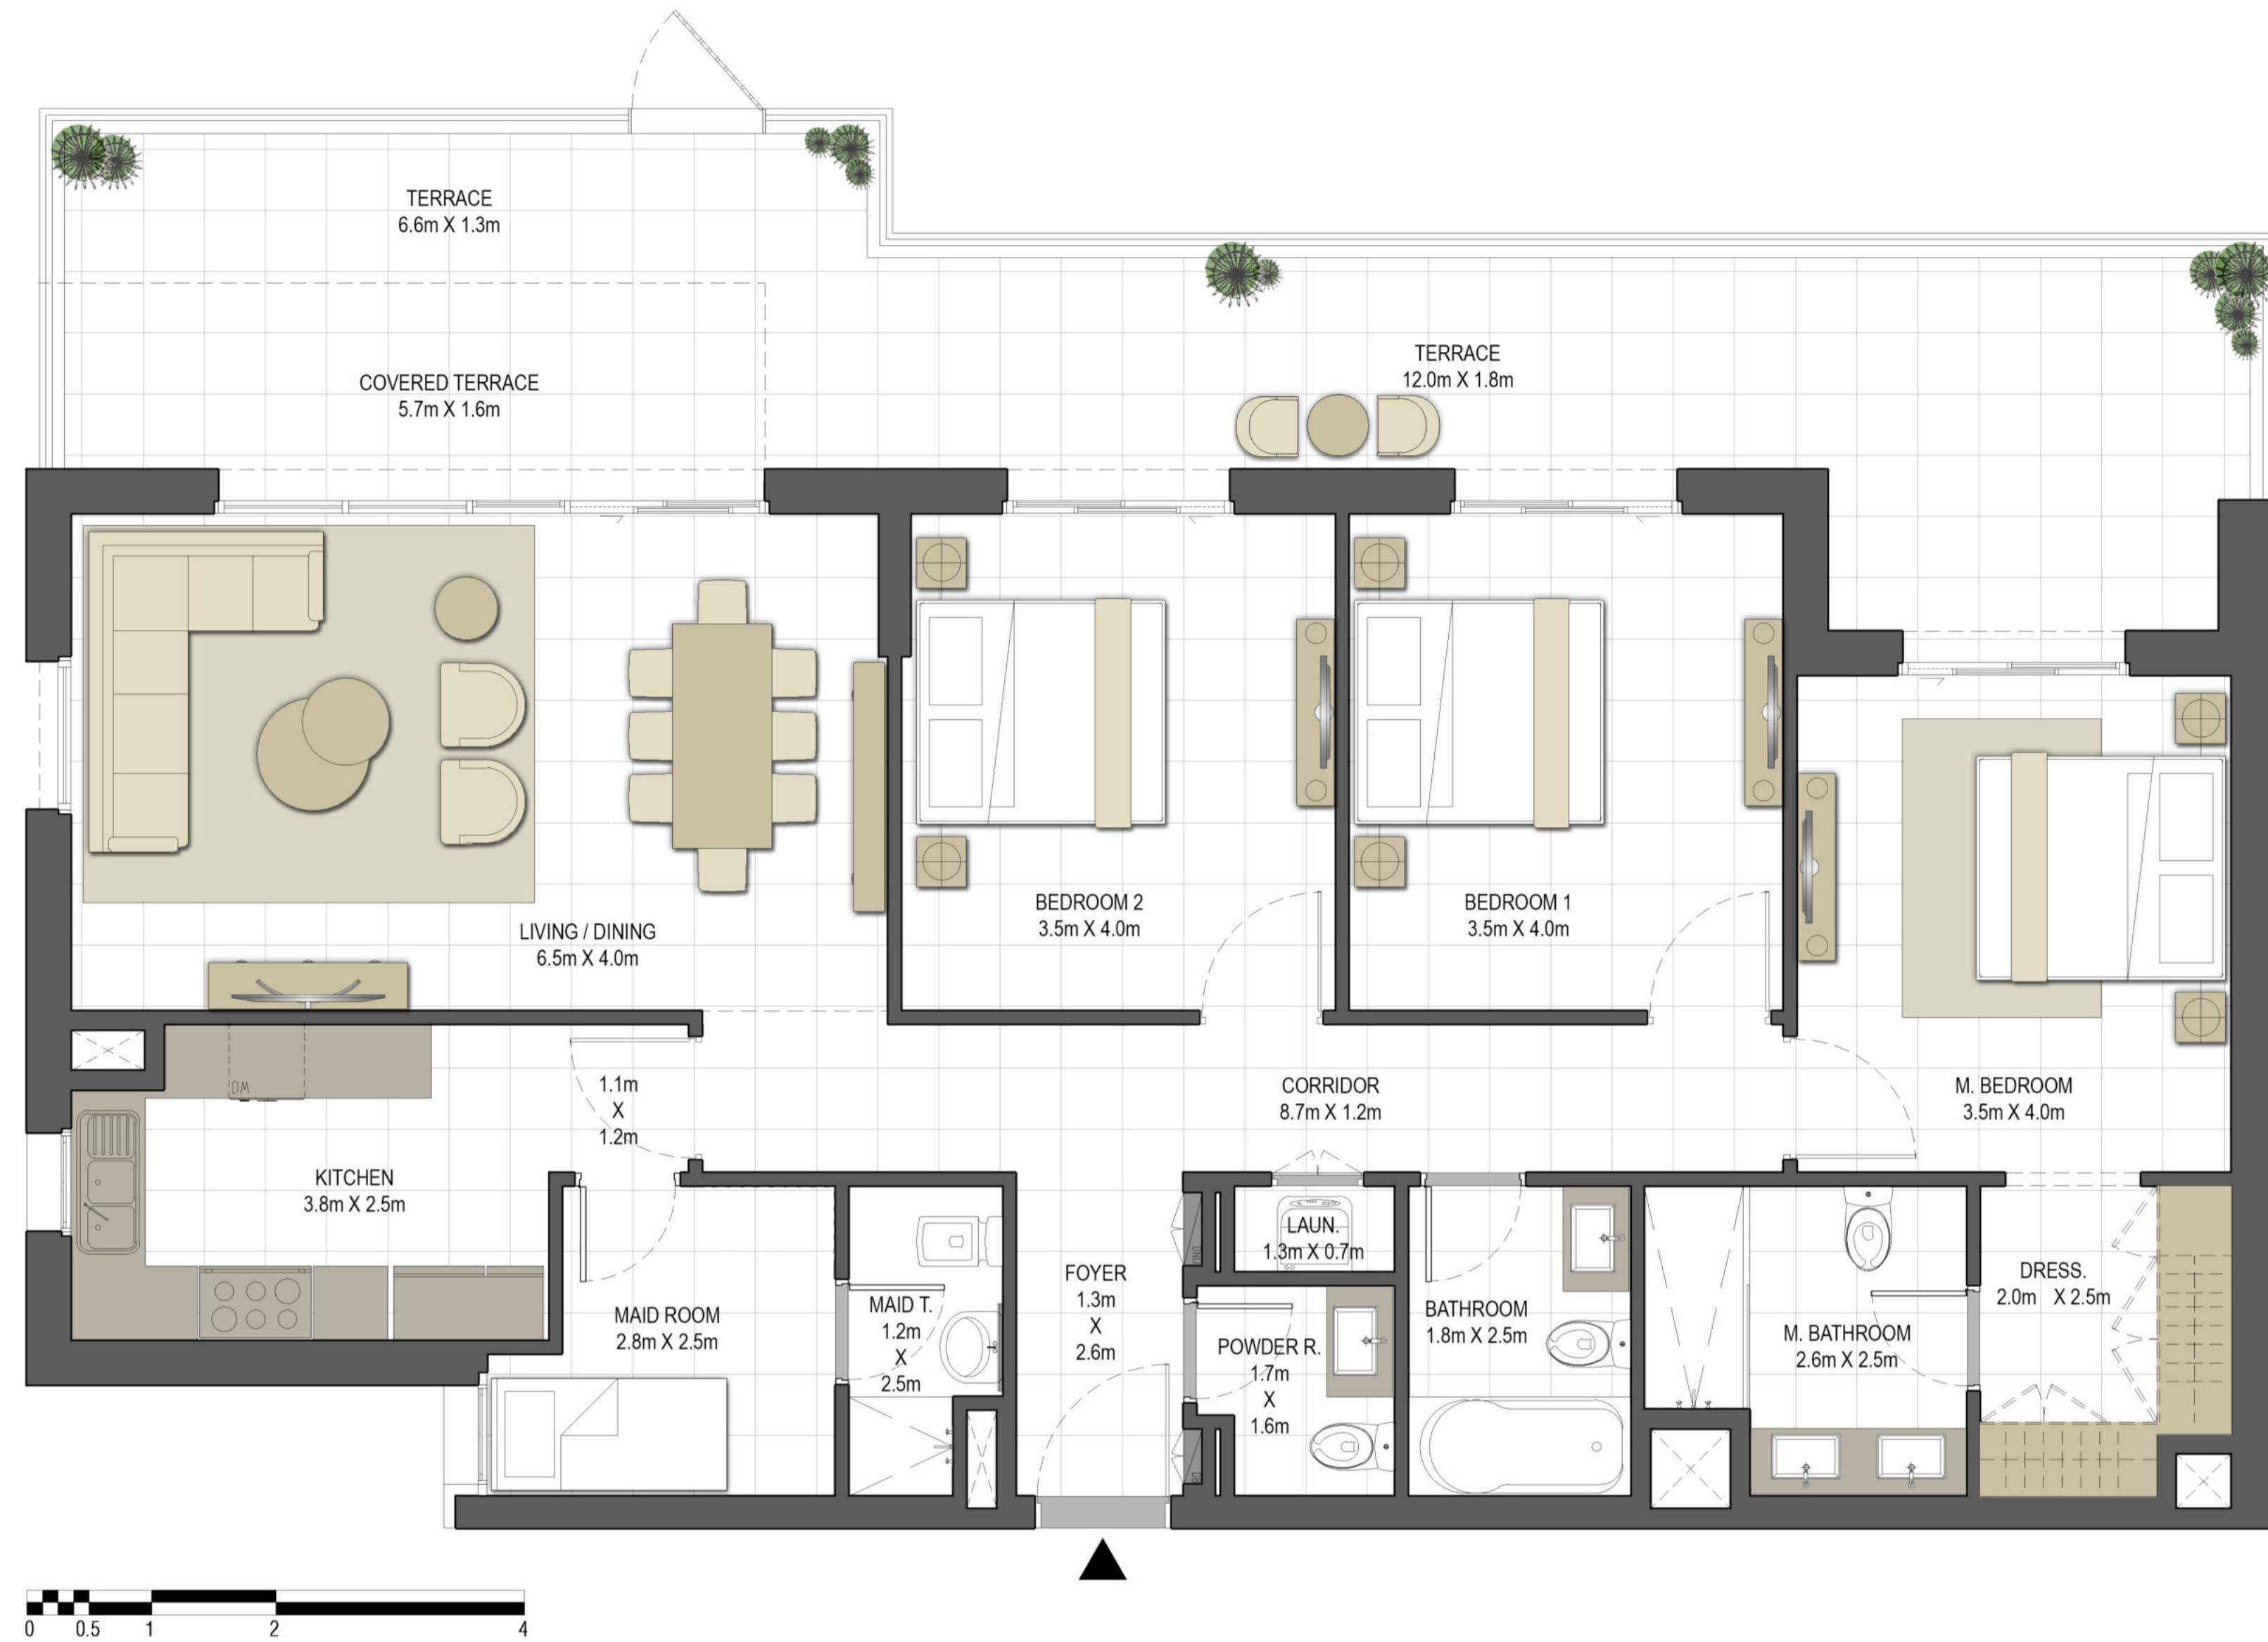 TERRACE
6.6m X 1.3m
COVERED TERRACE
5.7m X 1.6m
TERRACE
12.0m X 1.8m
LIVING / DINING
6.5m X 4.0m
BEDROOM 2
3.5m X 4.0m
BEDROOM 1
3.5m X 4.0m
M. BEDROOM
3.5m X 4.0m
1.1m
X
1.2m
CORRIDOR
8.7m X 1.2m
DW
KITCHEN
3.8m X 2.5m
MAID ROOM
2.8m X 2.5m
MAID T.
1.2m
X
2.5m
FOYER
1.3m
X
2.6m
LAUN.
1.3m X 0.7m
POWDER R.
1.7m
X
1.6m
BATHROOM
1.8m X 2.5m
M. BATHROOM
2.6m X 2.5m
DRESS.
2.0m X 2.5m
0 0.5 1 2 4